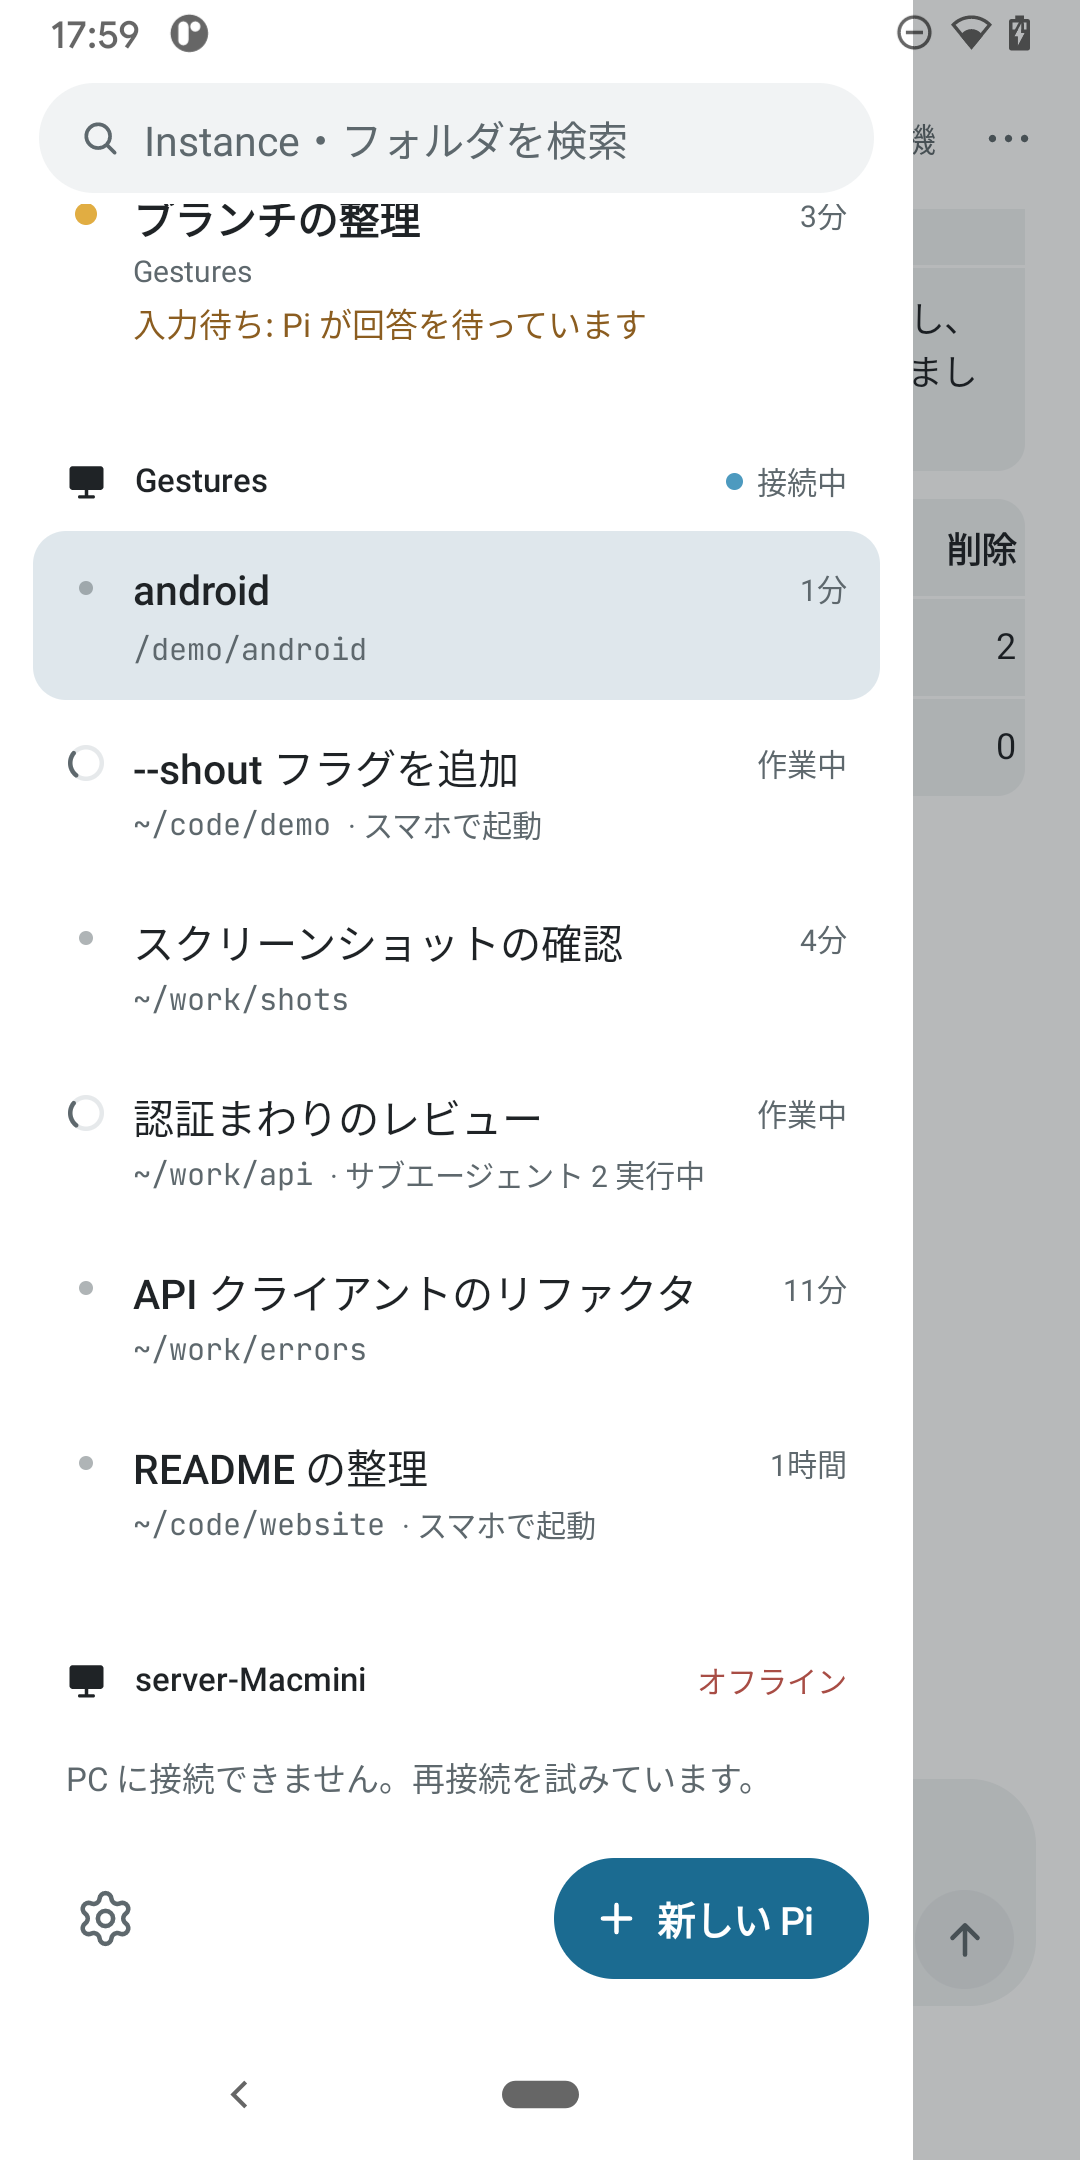 17:59
Instance・フォルダを検索
機
ブランチの整理 3分
Gestures
入力待ち: Pi が回答を待っています
し、
まし
Gestures 接続中
削除
android 1分
/demo/android
2
--shout フラグを追加 作業中
0
~/code/demo · スマホで起動
スクリーンショットの確認 4分
~/work/shots
認証まわりのレビュー 作業中
~/work/api · サブエージェント 2 実行中
API クライアントのリファクタ 11分
~/work/errors
README の整理 1時間
~/code/website · スマホで起動
server-Macmini オフライン
PC に接続できません。再接続を試みています。
新しい Pi